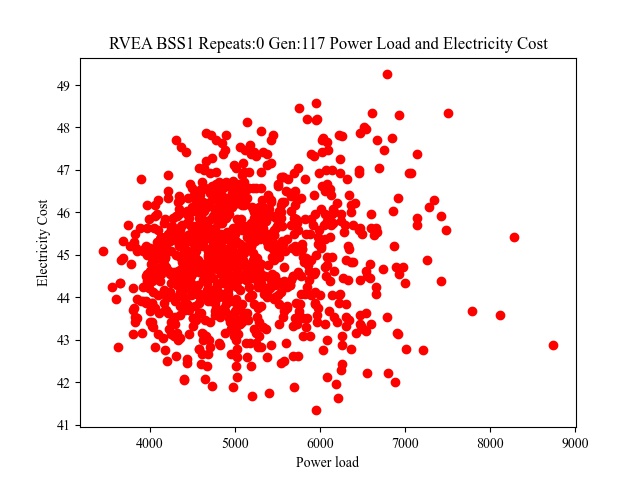 RVEA BSS1 Repeats:0 Gen:117 Power Load and Electricity Cost
49
48
47
46
45
44
43
42
41
Electricity Cost
4000 5000 6000 7000 8000 9000
Power load